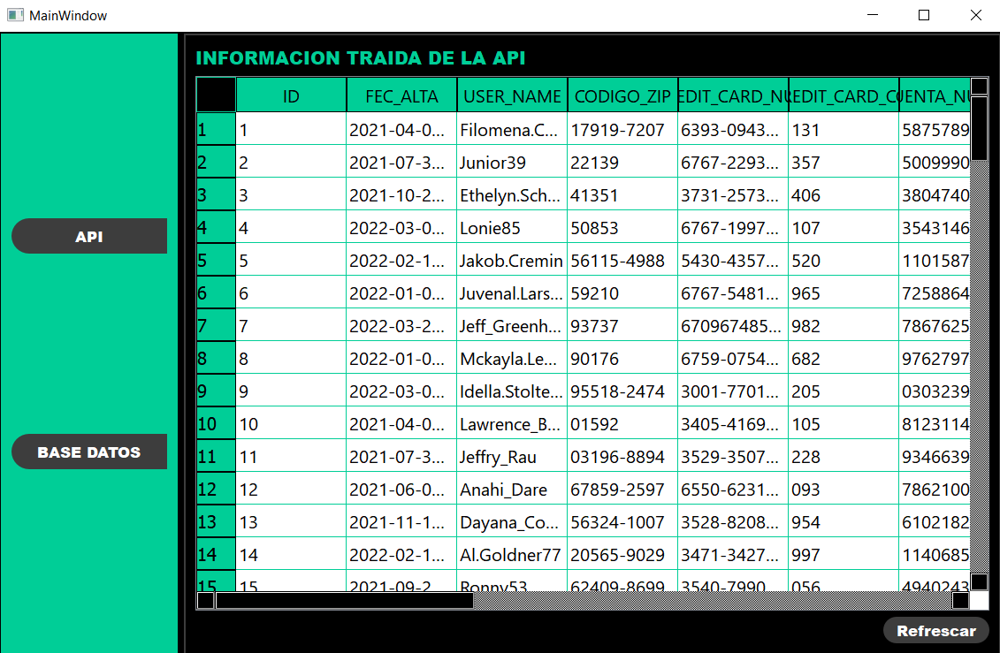 MainWindow
INFORMACION TRAIDA DE LA API
ID FEC_ALTA USER_NAME CODIGO_ZIP EDIT_CARD_NU REDIT_CARD_C UENTA_NU
1 1 2021-04-0... Filomena.C... 17919-7207 6393-0943... 131 5875789
2 2 2021-07-3... Junior39 22139 6767-2293... 357 5009990
3 3 2021-10-2... Ethelyn.Sch... 41351 3731-2573... 406 3804740
4 4 2022-03-0... Lonie85 50853 6767-1997... 107 3543146
API
5 5 2022-02-1... Jakob.Cremin 56115-4988 5430-4357... 520 1101587
6 6 2022-01-0... Juvenal.Lars... 59210 6767-5481... 965 7258864
7 7 2022-03-2... Jeff_Greenh... 93737 670967485... 982 7867625
8 8 2022-01-0... Mckayla.Le... 90176 6759-0754... 682 9762797
9 9 2022-03-0... Idella.Stolte... 95518-2474 3001-7701... 205 0303239
10 10 2021-04-0... Lawrence_B... 01592 3405-4169... 105 8123114
BASE DATOS
11 11 2021-07-3... Jeffry_Rau 03196-8894 3529-3507... 228 9346639
12 12 2021-06-0... Anahi_Dare 67859-2597 6550-6231... 093 7862100
13 13 2021-11-1... Dayana_Co... 56324-1007 3528-8208... 954 6102182
14 14 2022-02-1... Al.Goldner77 20565-9029 3471-3427... 997 1140685
15 15 2021-09-2... Ronny53 62409-8699 3540-7990... 056 4940243
Refrescar